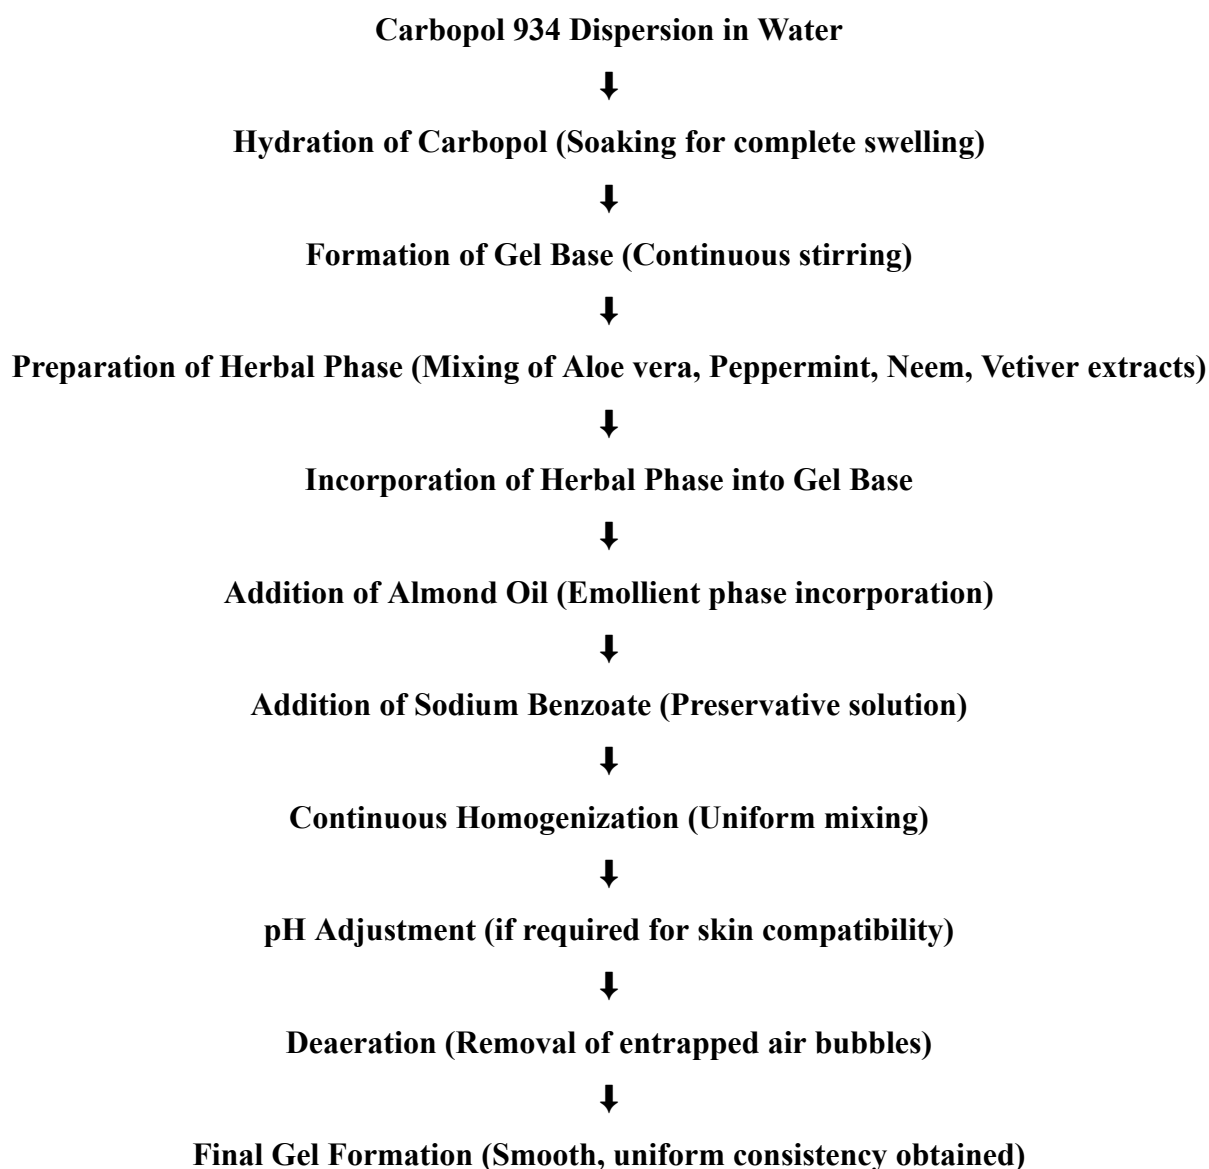 Carbopol 934 Dispersion in Water
Hydration of Carbopol (Soaking for complete swelling)
Formation of Gel Base (Continuous stirring)
Preparation of Herbal Phase (Mixing of Aloe vera, Peppermint, Neem, Vetiver extracts)
Incorporation of Herbal Phase into Gel Base
Addition of Almond Oil (Emollient phase incorporation)
Addition of Sodium Benzoate (Preservative solution)
Continuous Homogenization (Uniform mixing)
pH Adjustment (if required for skin compatibility)
Deaeration (Removal of entrapped air bubbles)
Final Gel Formation (Smooth, uniform consistency obtained)